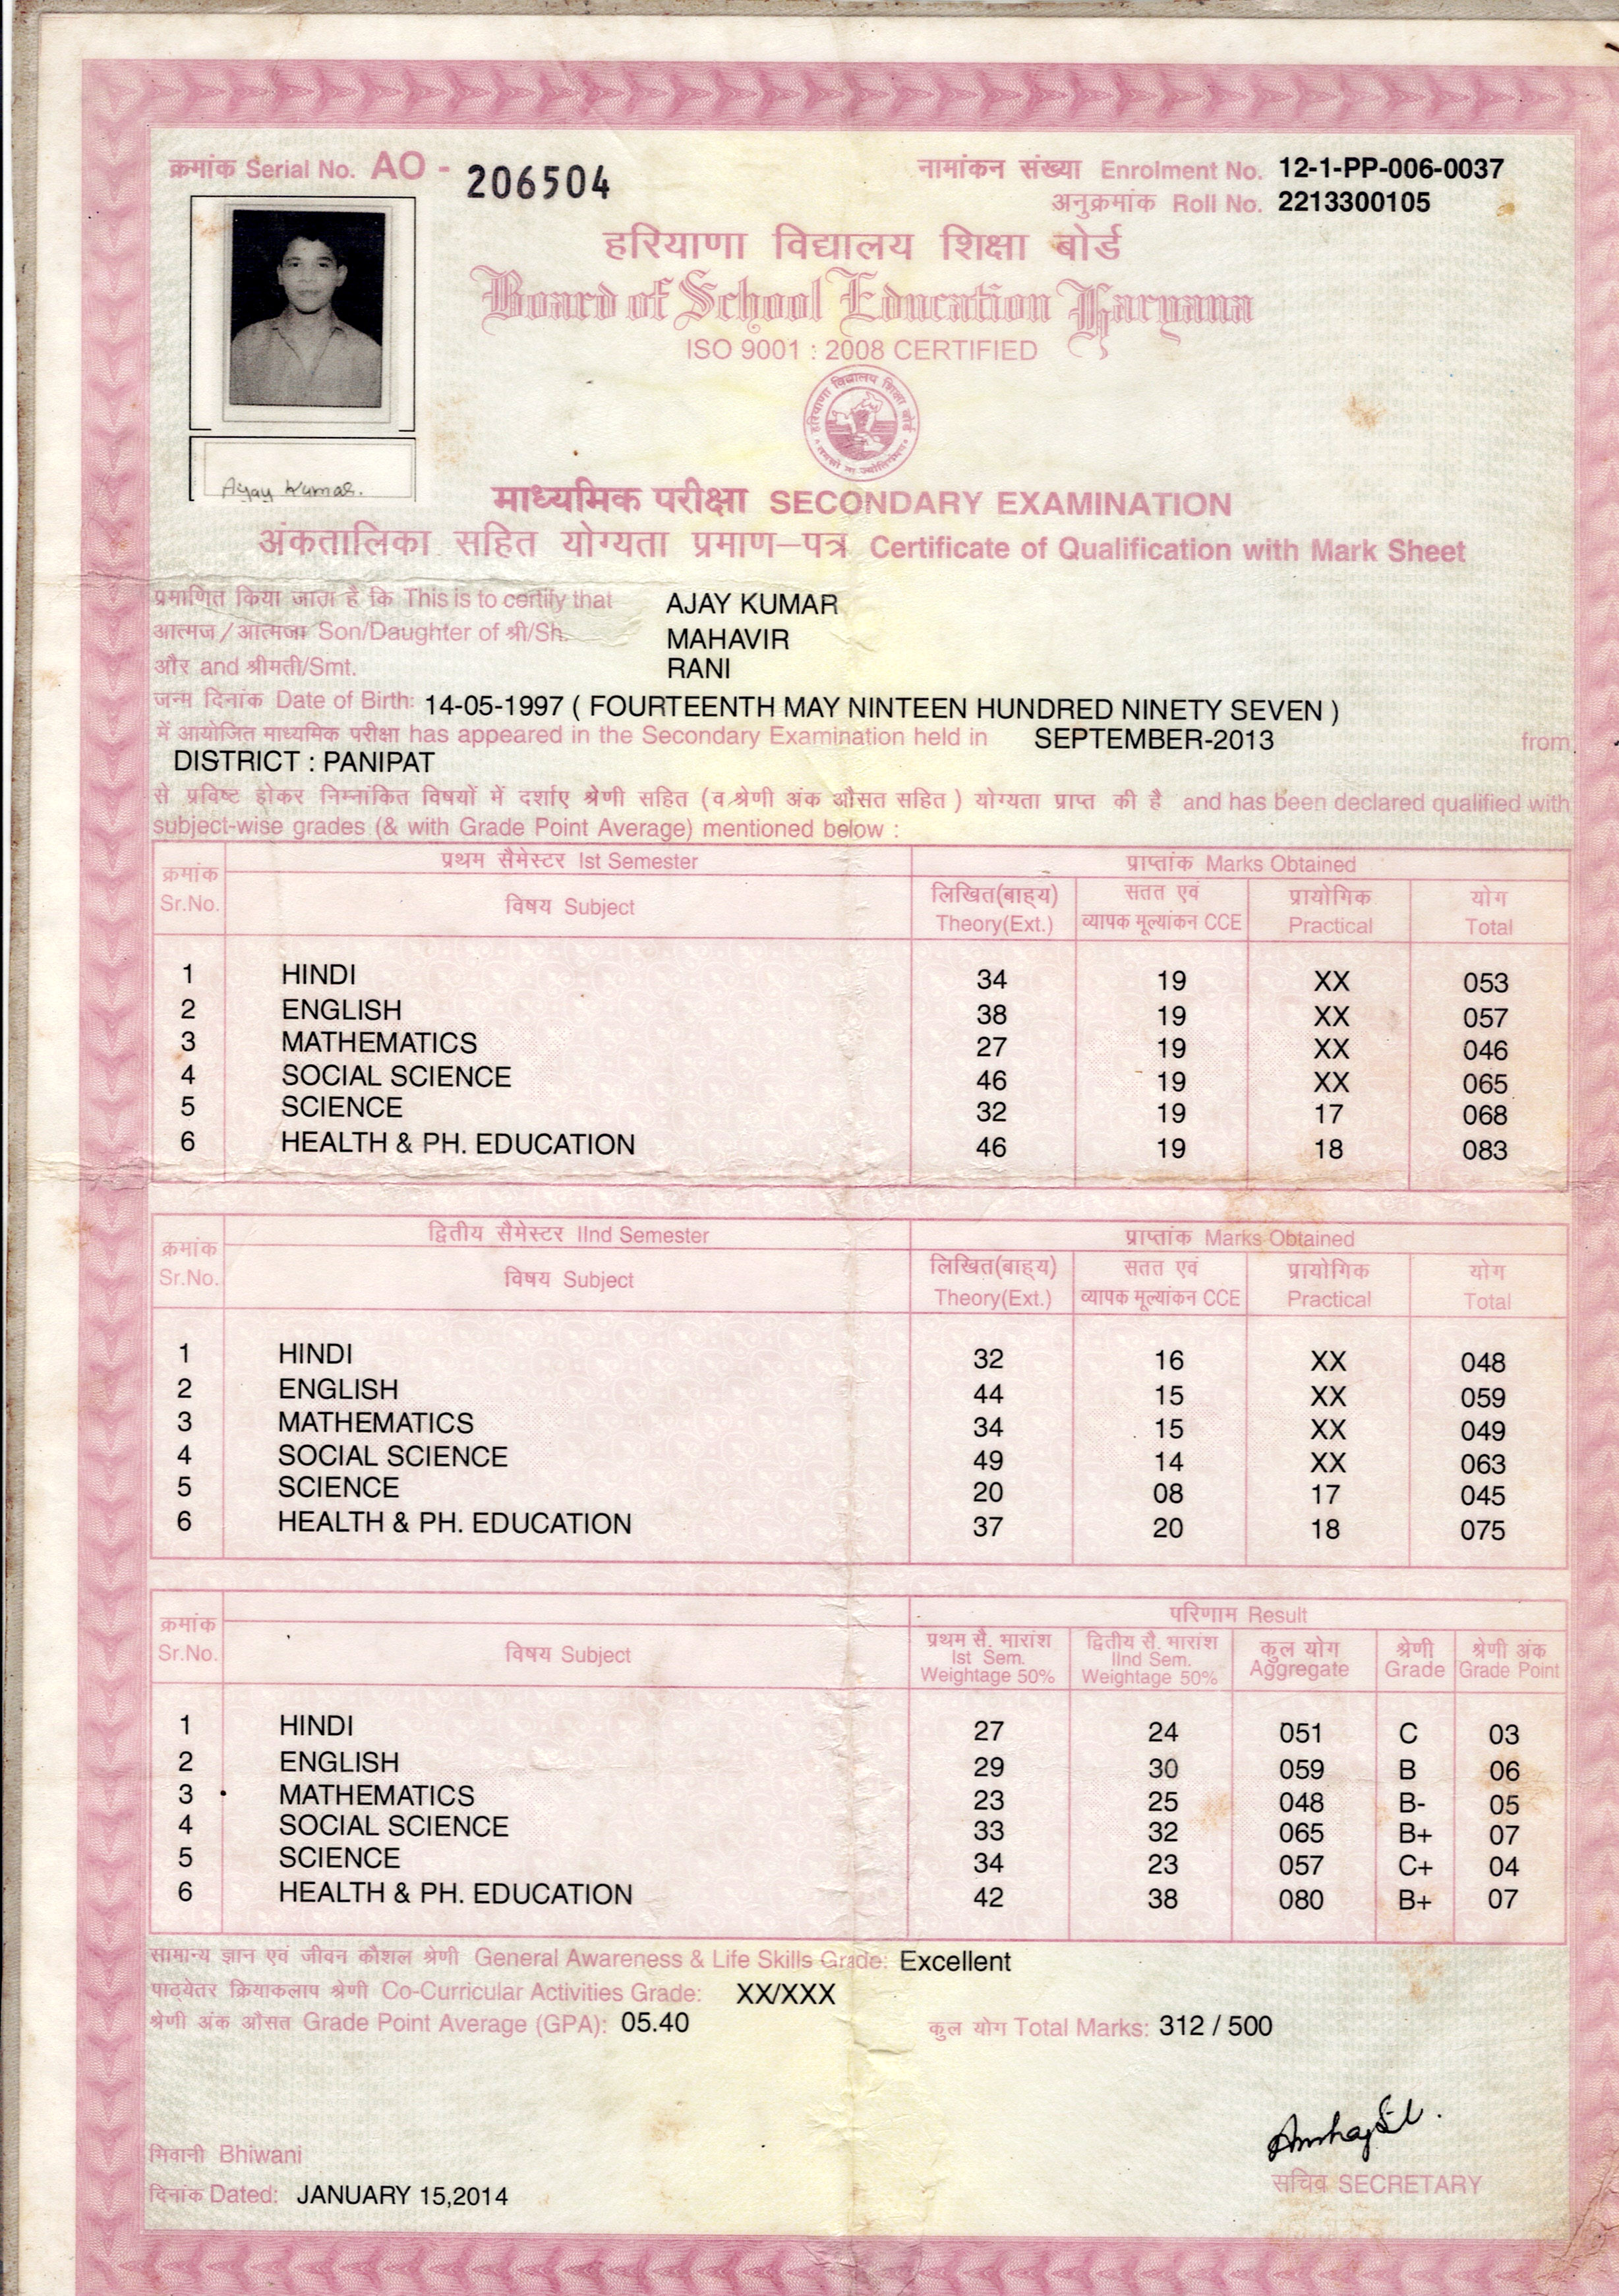 क्रमांक Serial No. AO - 206504
नामांकन संख्या Enrolment No. 12-1-PP-006-0037
अनुक्रमांक Roll No. 2213300105
हरियाणा विद्यालय शिक्षा बोर्ड
Board of School Education Haryana
ISO 9001 : 2008 CERTIFIED
हरियाणा विद्यालय शिक्षा बोर्ड
Ajay Kumar.
माध्यमिक परीक्षा SECONDARY EXAMINATION
अंकतालिका सहित योग्यता प्रमाण-पत्र Certificate of Qualification with Mark Sheet
प्रमाणित किया जाता है कि This is to certify that AJAY KUMAR
आत्मज / आत्मजा Son/Daughter of श्री/Sh. MAHAVIR
और and श्रीमती/Smt. RANI
जन्म दिनांक Date of Birth: 14-05-1997 ( FOURTEENTH MAY NINTEEN HUNDRED NINETY SEVEN )
में आयोजित माध्यमिक परीक्षा has appeared in the Secondary Examination held in SEPTEMBER-2013 from
DISTRICT : PANIPAT
से प्रविष्ट होकर निम्नांकित विषयों में दर्शाए श्रेणी सहित (व श्रेणी अंक औसत सहित ) योग्यता प्राप्त की है and has been declared qualified with
subject-wise grades (& with Grade Point Average) mentioned below :
क्रमांक प्रथम सैमेस्टर Ist Semester प्राप्तांक Marks Obtained
Sr.No. विषय Subject लिखित(बाह्य) Theory(Ext.) सतत एवं व्यापक मूल्यांकन CCE प्रायोगिक Practical योग Total
1 HINDI 34 19 XX 053
2 ENGLISH 38 19 XX 057
3 MATHEMATICS 27 19 XX 046
4 SOCIAL SCIENCE 46 19 XX 065
5 SCIENCE 32 19 17 068
6 HEALTH & PH. EDUCATION 46 19 18 083
क्रमांक द्वितीय सैमेस्टर IInd Semester प्राप्तांक Marks Obtained
Sr.No. विषय Subject लिखित(बाह्य) Theory(Ext.) सतत एवं व्यापक मूल्यांकन CCE प्रायोगिक Practical योग Total
1 HINDI 32 16 XX 048
2 ENGLISH 44 15 XX 059
3 MATHEMATICS 34 15 XX 049
4 SOCIAL SCIENCE 49 14 XX 063
5 SCIENCE 20 08 17 045
6 HEALTH & PH. EDUCATION 37 20 18 075
क्रमांक परिणाम Result
Sr.No. विषय Subject प्रथम सै. भारांश Ist Sem. Weightage 50% द्वितीय सै. भारांश IInd Sem. Weightage 50% कुल योग Aggregate श्रेणी Grade श्रेणी अंक Grade Point
1 HINDI 27 24 051 C 03
2 ENGLISH 29 30 059 B 06
3 MATHEMATICS 23 25 048 B- 05
4 SOCIAL SCIENCE 33 32 065 B+ 07
5 SCIENCE 34 23 057 C+ 04
6 HEALTH & PH. EDUCATION 42 38 080 B+ 07
सामान्य ज्ञान एवं जीवन कौशल श्रेणी General Awareness & Life Skills Grade: Excellent
पाठ्येतर क्रियाकलाप श्रेणी Co-Curricular Activities Grade: XX/XXX
श्रेणी अंक औसत Grade Point Average (GPA): 05.40
कुल योग Total Marks: 312 / 500
भिवानी Bhiwani
सचिव SECRETARY
दिनांक Dated: JANUARY 15,2014